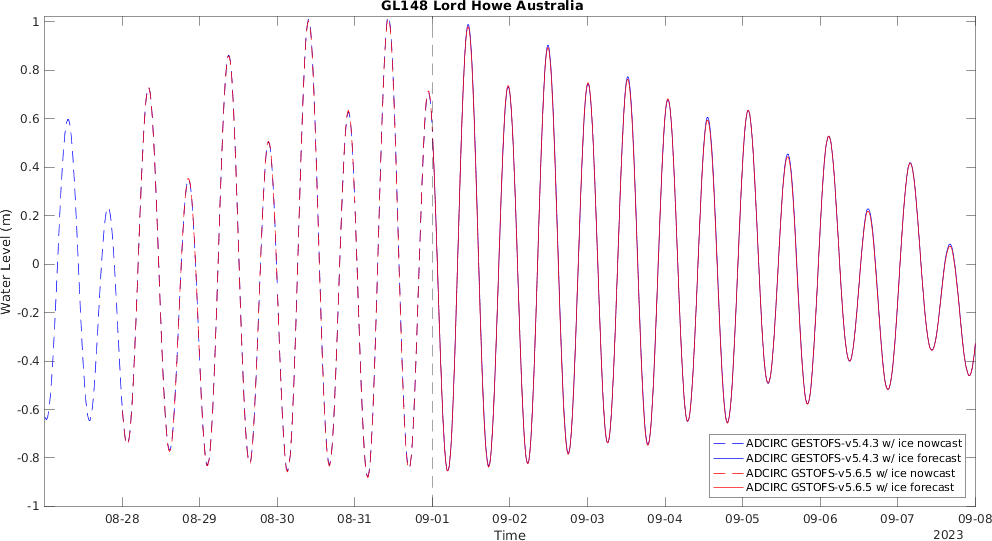 GL148 Lord Howe Australia
1
0.8
0.6
0.4
0.2
0
-0.2
-0.4
-0.6
-0.8
-1
Water Level (m)
ADCIRC GESTOFS-v5.4.3 w/ ice nowcast
ADCIRC GESTOFS-v5.4.3 w/ ice forecast
ADCIRC GSTOFS-v5.6.5 w/ ice nowcast
ADCIRC GSTOFS-v5.6.5 w/ ice forecast
08-28 08-29 08-30 08-31 09-01 09-02 09-03 09-04 09-05 09-06 09-07 09-08
Time
2023